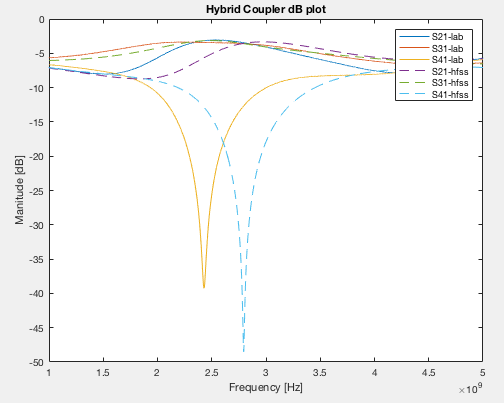 Hybrid Coupler dB plot
S21-lab
S31-lab
S41-lab
S21-hfss
S31-hfss
S41-hfss
0
-5
-10
-15
-20
-25
-30
-35
-40
-45
-50
Manitude [dB]
1
1.5
2
2.5
3
3.5
4
4.5
5
×10^9
Frequency [Hz]